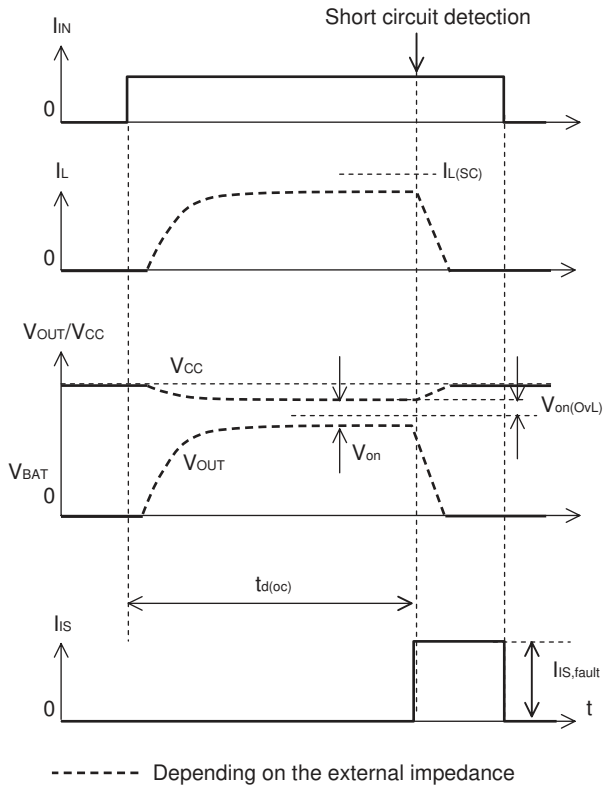 Short circuit detection
IIN
0
IL
IL(SC)
0
VOUT/VCC
VCC
Von(OvL)
VOUT
Von
VBAT
0
td(oc)
IIS
IIS,fault
0
t
Depending on the external impedance